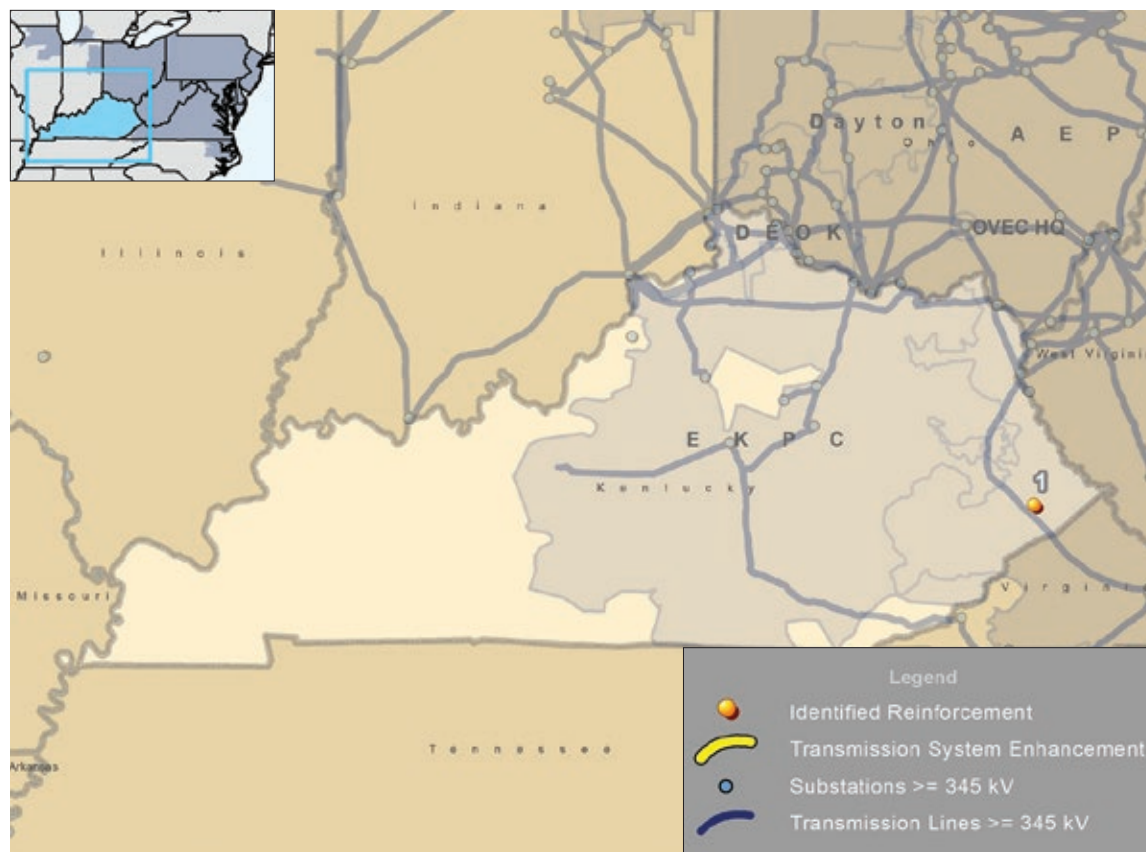 Dayton
Ohio
A E P
Indiana
DEOK
OVEC HQ
Illinois
West Virginia
E K P C
1
Kentucky
Virginia
Missouri
Legend
Identified Reinforcement
Transmission System Enhancement
Substations >= 345 kV
Transmission Lines >= 345 kV
Tennessee
Arkansas